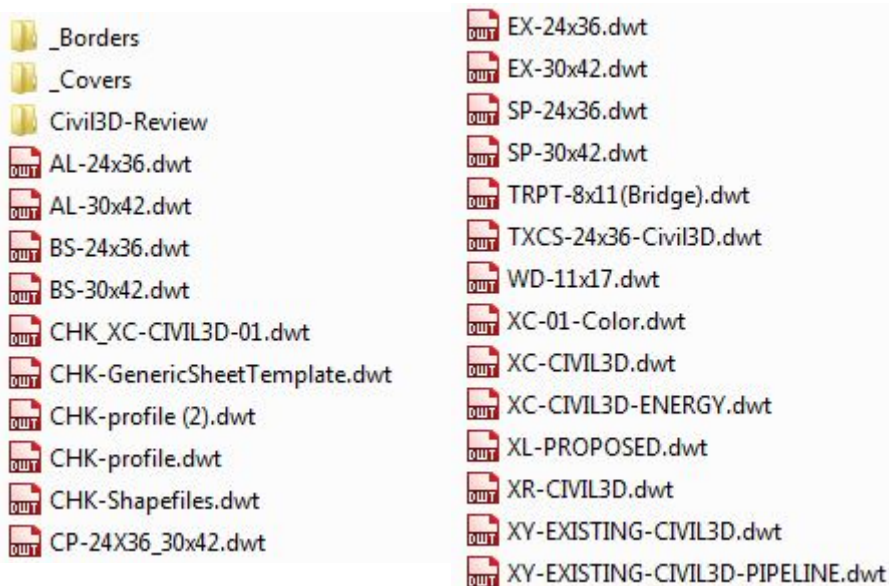 _Borders
_Covers
Civil3D-Review
AL-24x36.dwt
AL-30x42.dwt
BS-24x36.dwt
BS-30x42.dwt
CHK_XC-CIVIL3D-01.dwt
CHK-GenericSheetTemplate.dwt
CHK-profile (2).dwt
CHK-profile.dwt
CHK-Shapefiles.dwt
CP-24X36_30x42.dwt
EX-24x36.dwt
EX-30x42.dwt
SP-24x36.dwt
SP-30x42.dwt
TRPT-8x11(Bridge).dwt
TXCS-24x36-Civil3D.dwt
WD-11x17.dwt
XC-01-Color.dwt
XC-CIVIL3D.dwt
XC-CIVIL3D-ENERGY.dwt
XL-PROPOSED.dwt
XR-CIVIL3D.dwt
XY-EXISTING-CIVIL3D.dwt
XY-EXISTING-CIVIL3D-PIPELINE.dwt